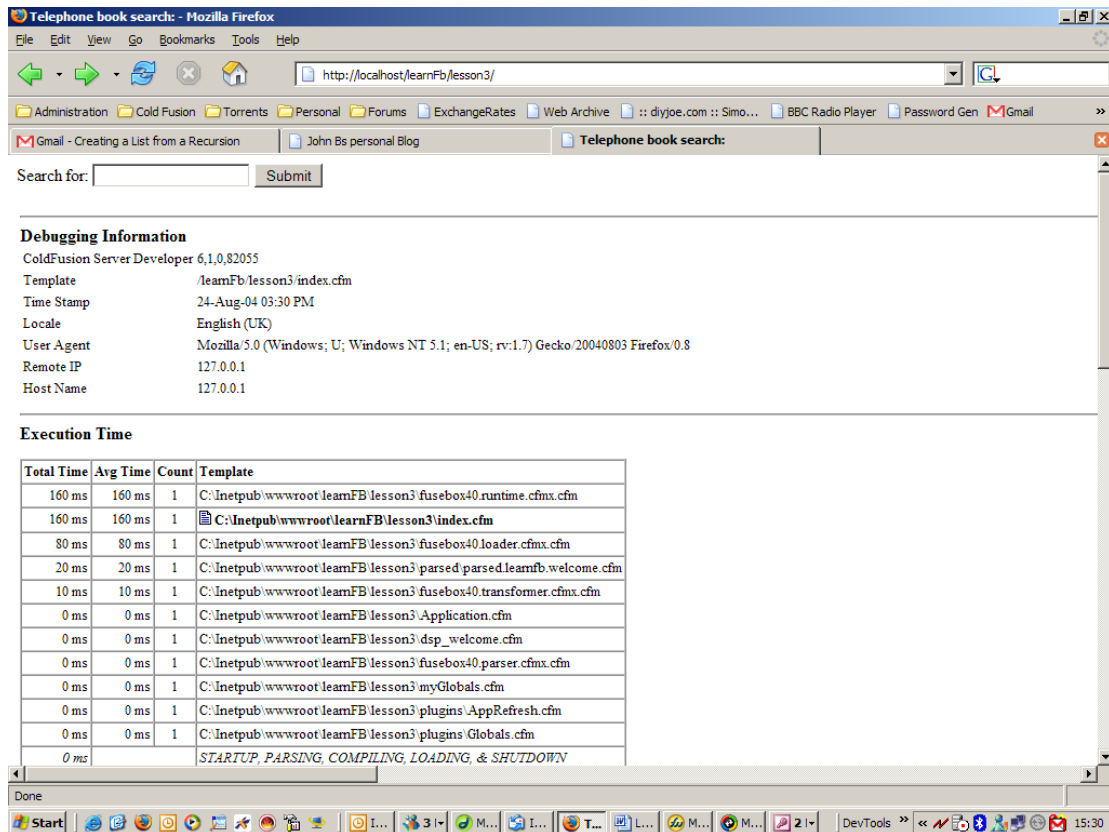 Telephone book search: - Mozilla Firefox
File Edit View Go Bookmarks Tools Help
http://localhost/learnFb/lesson3/
G.
Administration Cold Fusion Torrents Personal Forums ExchangeRates Web Archive :: diyjoe.com :: Simo... BBC Radio Player Password Gen Gmail »
Gmail - Creating a List from a Recursion John Bs personal Blog Telephone book search:
Search for: Submit
Debugging Information
ColdFusion Server Developer 6,1,0,82055
Template /learnFb/lesson3/index.cfm
Time Stamp 24-Aug-04 03:30 PM
Locale English (UK)
User Agent Mozilla/5.0 (Windows; U; Windows NT 5.1; en-US; rv:1.7) Gecko/20040803 Firefox/0.8
Remote IP 127.0.0.1
Host Name 127.0.0.1
Execution Time
Total Time Avg Time Count Template
160 ms 160 ms 1 C:\Inetpub\wwwroot\learnFB\lesson3\fusebox40.runtime.cfmx.cfm
160 ms 160 ms 1 C:\Inetpub\wwwroot\learnFB\lesson3\index.cfm
80 ms 80 ms 1 C:\Inetpub\wwwroot\learnFB\lesson3\fusebox40.loader.cfmx.cfm
20 ms 20 ms 1 C:\Inetpub\wwwroot\learnFB\lesson3\parsed\parsed.learnfb.welcome.cfm
10 ms 10 ms 1 C:\Inetpub\wwwroot\learnFB\lesson3\fusebox40.transformer.cfmx.cfm
0 ms 0 ms 1 C:\Inetpub\wwwroot\learnFB\lesson3\Application.cfm
0 ms 0 ms 1 C:\Inetpub\wwwroot\learnFB\lesson3\dsp_welcome.cfm
0 ms 0 ms 1 C:\Inetpub\wwwroot\learnFB\lesson3\fusebox40.parser.cfmx.cfm
0 ms 0 ms 1 C:\Inetpub\wwwroot\learnFB\lesson3\myGlobals.cfm
0 ms 0 ms 1 C:\Inetpub\wwwroot\learnFB\lesson3\plugins\AppRefresh.cfm
0 ms 0 ms 1 C:\Inetpub\wwwroot\learnFB\lesson3\plugins\Globals.cfm
0 ms STARTUP, PARSING, COMPILING, LOADING, & SHUTDOWN
Done
Start I... 3 I... M... I... T... L... M... M... 2 DevTools » « 15:30